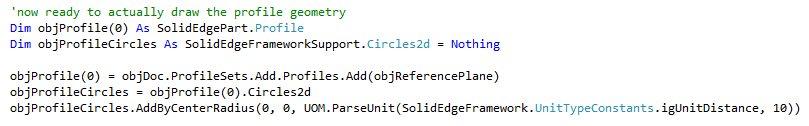 'now ready to actually draw the profile geometry
Dim objProfile(0) As SolidEdgePart.Profile
Dim objProfileCircles As SolidEdgeFrameworkSupport.Circles2d = Nothing
objProfile(0) = objDoc.ProfileSets.Add.Profiles.Add(objReferencePlane)
objProfileCircles = objProfile(0).Circles2d
objProfileCircles.AddByCenterRadius(0, 0, UOM.ParseUnit(SolidEdgeFramework.UnitTypeConstants.igUnitDistance, 10))